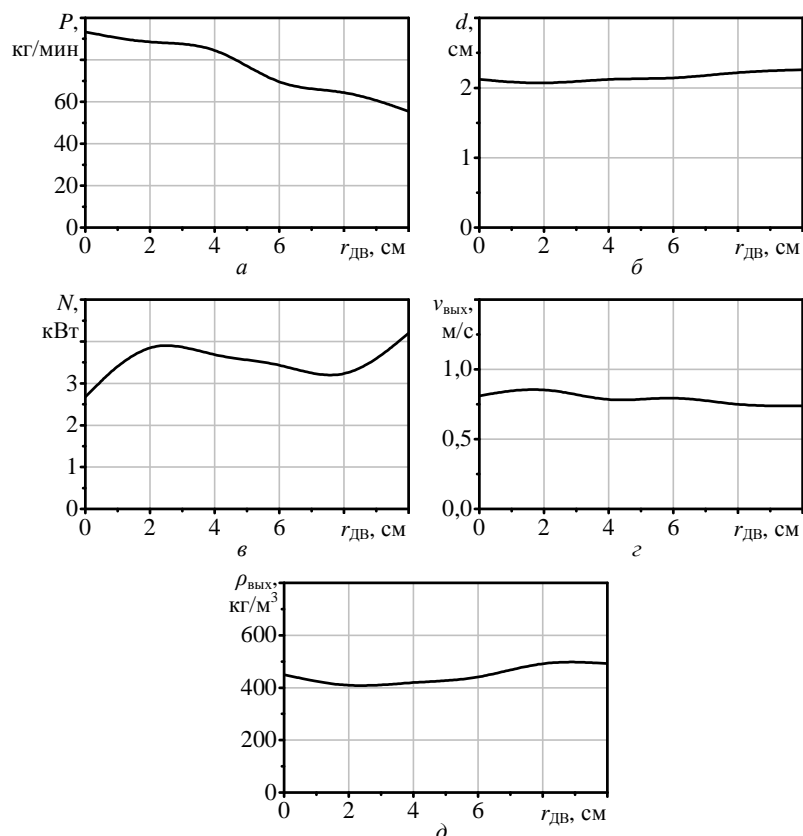 P,
кг/мин
60
40
20
0
0 2 4 6 r_ДВ, см
а
d,
см
2
1
0
0 2 4 6 r_ДВ, см
б
N,
кВт
3
2
1
0
0 2 4 6 r_ДВ, см
в
v_вых,
м/с
1,0
0,5
0,0
0 2 4 6 r_ДВ, см
г
ρ_вых,
кг/м³
600
400
200
0
0 2 4 6 r_ДВ, см
д